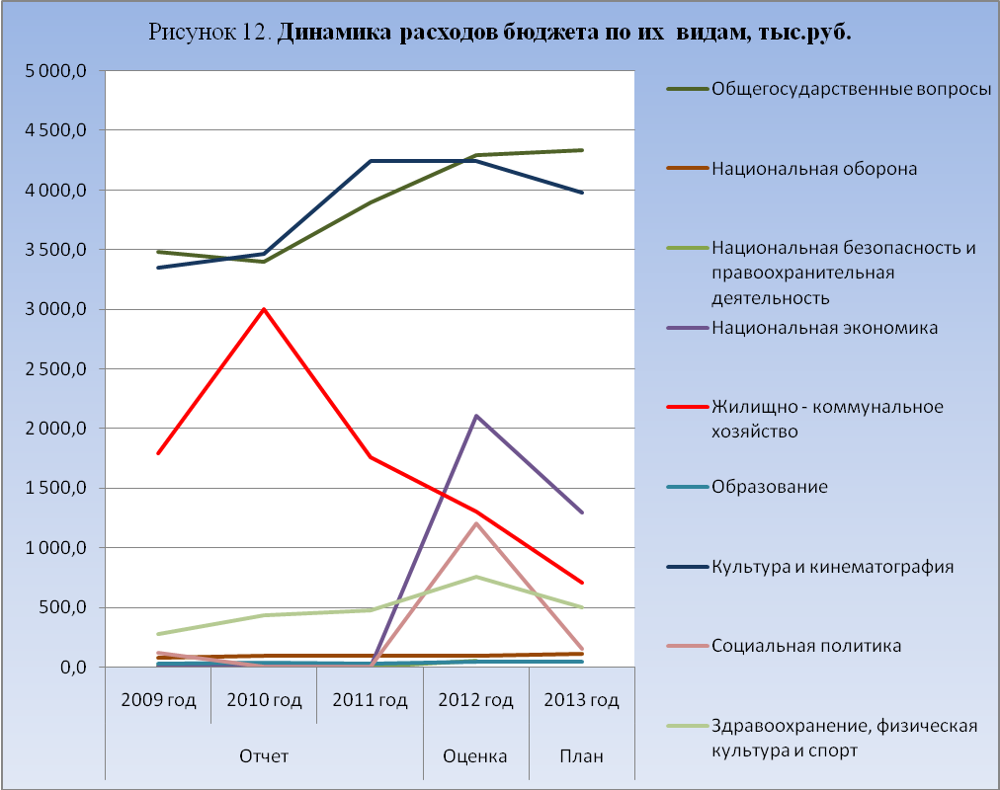 Рисунок 12. Динамика расходов бюджета по их видам, тыс.руб.
5 000,0
4 500,0
4 000,0
3 500,0
3 000,0
2 500,0
2 000,0
1 500,0
1 000,0
500,0
0,0
2009 год
2010 год
2011 год
2012 год
2013 год
Отчет
Оценка
План
Общегосударственные вопросы
Национальная оборона
Национальная безопасность и
правоохранительная
деятельность
Национальная экономика
Жилищно - коммунальное
хозяйство
Образование
Культура и кинематография
Социальная политика
Здравоохранение, физическая
культура и спорт